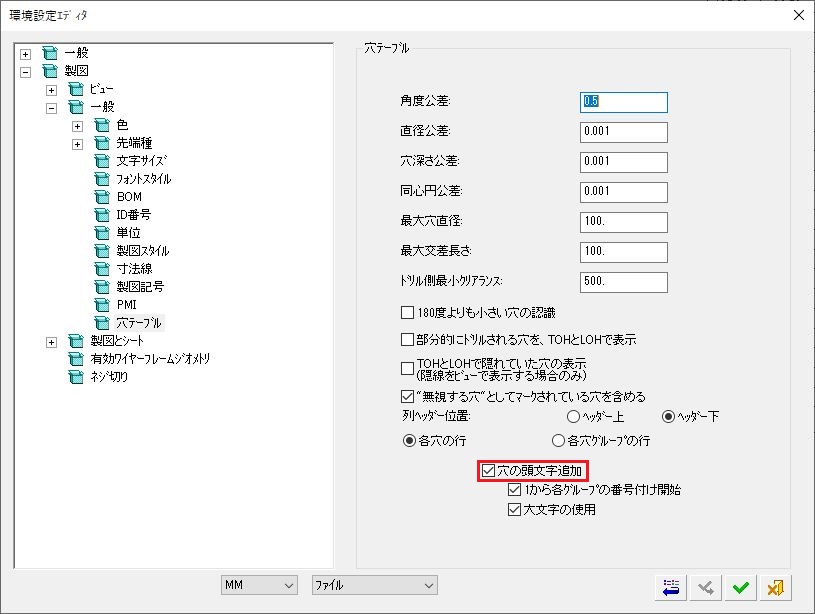 環境設定ｴﾃﾞｨﾀ
一般
製図
ﾋﾞｭｰ
一般
色
先端種
文字ｻｲｽﾞ
ﾌｫﾝﾄｽﾀｲﾙ
BOM
ID番号
単位
製図ｽﾀｲﾙ
寸法線
製図記号
PMI
穴ﾃｰﾌﾞﾙ
製図とｼｰﾄ
有効ﾜｲﾔｰﾌﾚｰﾑｼﾞｵﾒﾄﾘ
ﾈｼﾞ切り
穴ﾃｰﾌﾞﾙ
角度公差: 0.5
直径公差: 0.001
穴深さ公差: 0.001
同心円公差: 0.001
最大穴直径: 100.
最大交差長さ: 100.
ﾄﾞﾘﾙ側最小ｸﾘｱﾗﾝｽ: 500.
180度よりも小さい穴の認識
部分的にﾄﾞﾘﾙされる穴を、TOHとLOHで表示
TOHとLOHで隠れていた穴の表示
(隠線をﾋﾞｭｰで表示する場合のみ)
"無視する穴"としてﾏｰｸされている穴を含める
列ﾍｯﾀﾞｰ位置: ﾍｯﾀﾞｰ上 ﾍｯﾀﾞｰ下
各穴の行 各穴ｸﾞﾙｰﾌﾟの行
穴の頭文字追加
1から各ｸﾞﾙｰﾌﾟの番号付け開始
大文字の使用
MM ﾌｧｲﾙ